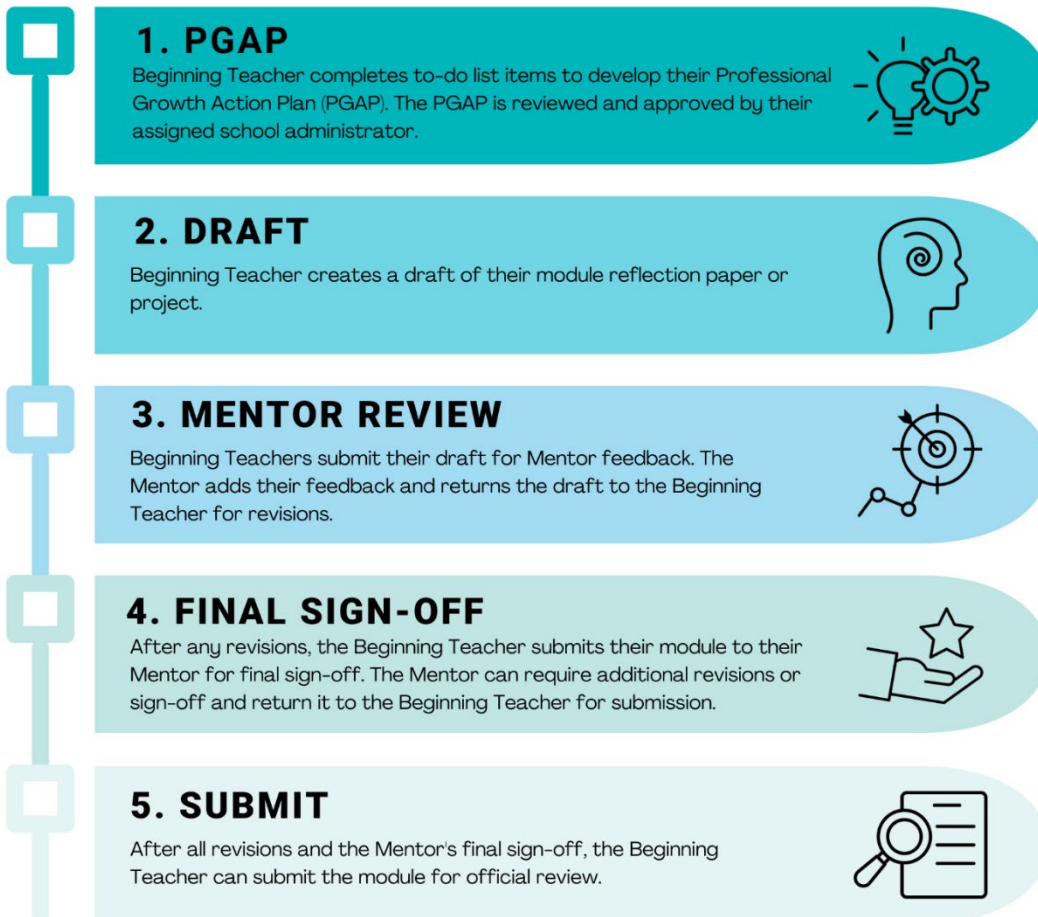 1. PGAP
Beginning Teacher completes to-do list items to develop their Professional
Growth Action Plan (PGAP). The PGAP is reviewed and approved by their
assigned school administrator.
2. DRAFT
Beginning Teacher creates a draft of their module reflection paper or
project.
3. MENTOR REVIEW
Beginning Teachers submit their draft for Mentor feedback. The
Mentor adds their feedback and returns the draft to the Beginning
Teacher for revisions.
4. FINAL SIGN-OFF
After any revisions, the Beginning Teacher submits their module to their
Mentor for final sign-off. The Mentor can require additional revisions or
sign-off and return it to the Beginning Teacher for submission.
5. SUBMIT
After all revisions and the Mentor's final sign-off, the Beginning
Teacher can submit the module for official review.